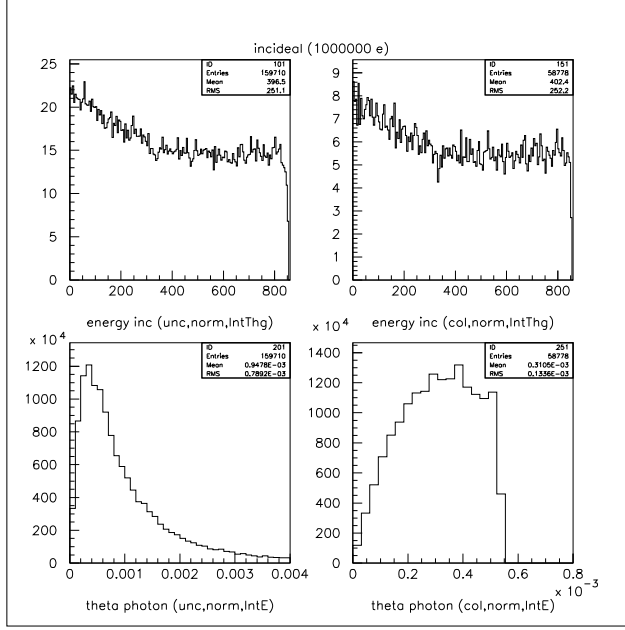 incideal (1000000 e)
ID 101
Entries 159710
Mean 396.5
RMS 251.1
25
20
15
10
5
0
0 200 400 600 800
energy inc (unc,norm,IntThg)
ID 151
Entries 58778
Mean 402.4
RMS 252.2
9
8
7
6
5
4
3
2
1
0
0 200 400 600 800
energy inc (col,norm,IntThg)
x 10^4
ID 201
Entries 159710
Mean 0.9478E-03
RMS 0.7892E-03
1200
1000
800
600
400
200
0
0 0.001 0.002 0.003 0.004
theta photon (unc,norm,IntE)
x 10^4
ID 251
Entries 58778
Mean 0.3105E-03
RMS 0.1336E-03
1400
1200
1000
800
600
400
200
0
0 0.2 0.4 0.6 0.8
x 10^-3
theta photon (col,norm,IntE)